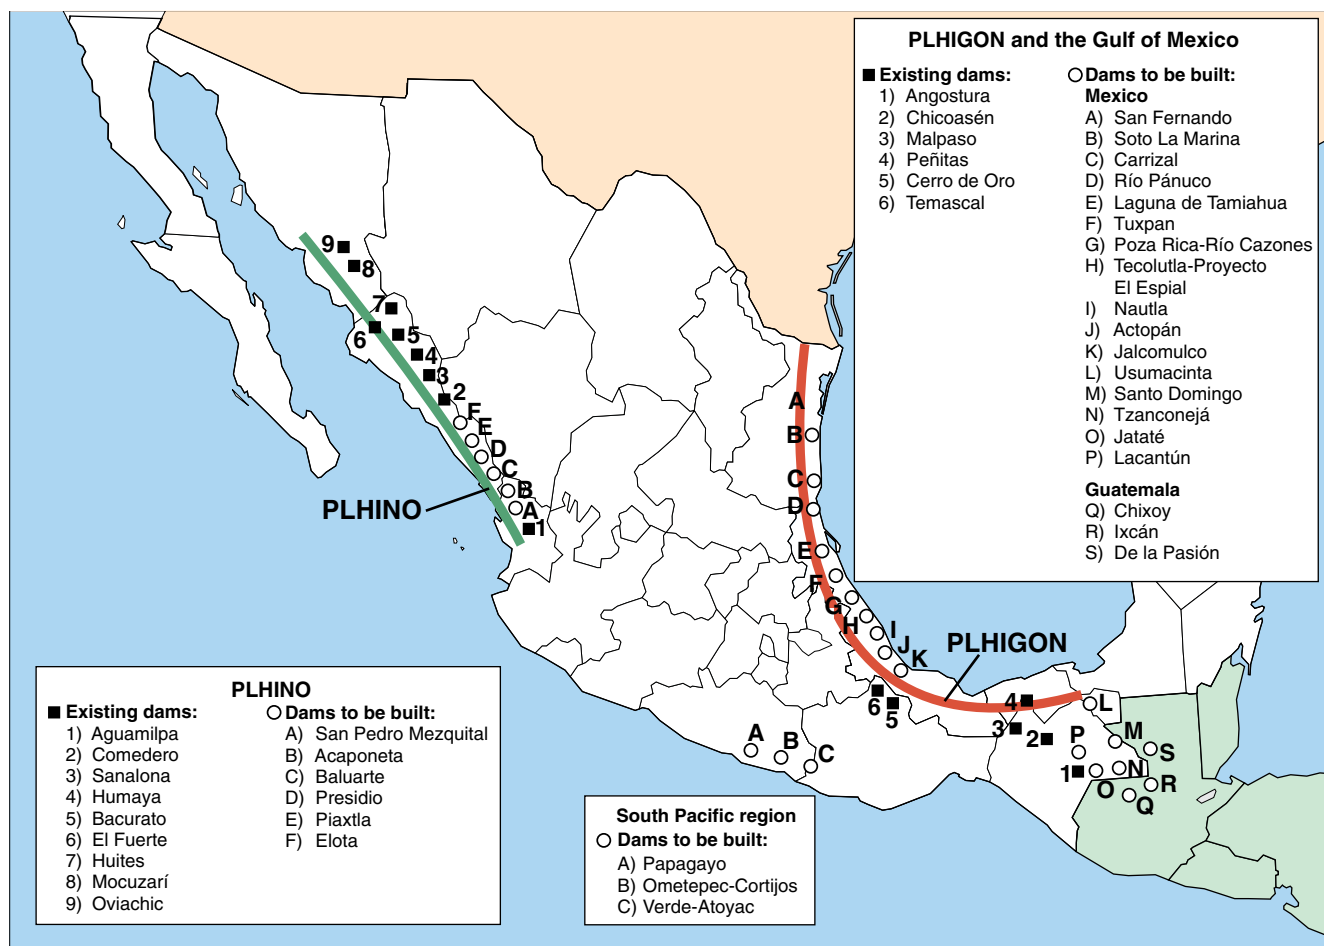 PLHIGON and the Gulf of Mexico
Existing dams:
1) Angostura
2) Chicoasén
3) Malpaso
4) Peñitas
5) Cerro de Oro
6) Temascal
Dams to be built:
Mexico
A) San Fernando
B) Soto La Marina
C) Carrizal
D) Río Pánuco
E) Laguna de Tamiahua
F) Tuxpan
G) Poza Rica-Río Cazones
H) Tecolutla-Proyecto
El Espial
I) Nautla
J) Actopán
K) Jalcomulco
L) Usumacinta
M) Santo Domingo
N) Tzanconejá
O) Jataté
P) Lacantún
Guatemala
Q) Chixoy
R) Ixcán
S) De la Pasión
9
8
7
6
5
4
3
2
F
E
D
C
B
A
1
PLHINO
A
B
C
D
E
F
G
H
I
J
K
PLHIGON
6
5
4
3
2
1
L
M
P
S
N
O
R
Q
A
B
C
PLHINO
Existing dams:
1) Aguamilpa
2) Comedero
3) Sanalona
4) Humaya
5) Bacurato
6) El Fuerte
7) Huites
8) Mocuzarí
9) Oviachic
Dams to be built:
A) San Pedro Mezquital
B) Acaponeta
C) Baluarte
D) Presidio
E) Piaxtla
F) Elota
South Pacific region
Dams to be built:
A) Papagayo
B) Ometepec-Cortijos
C) Verde-Atoyac